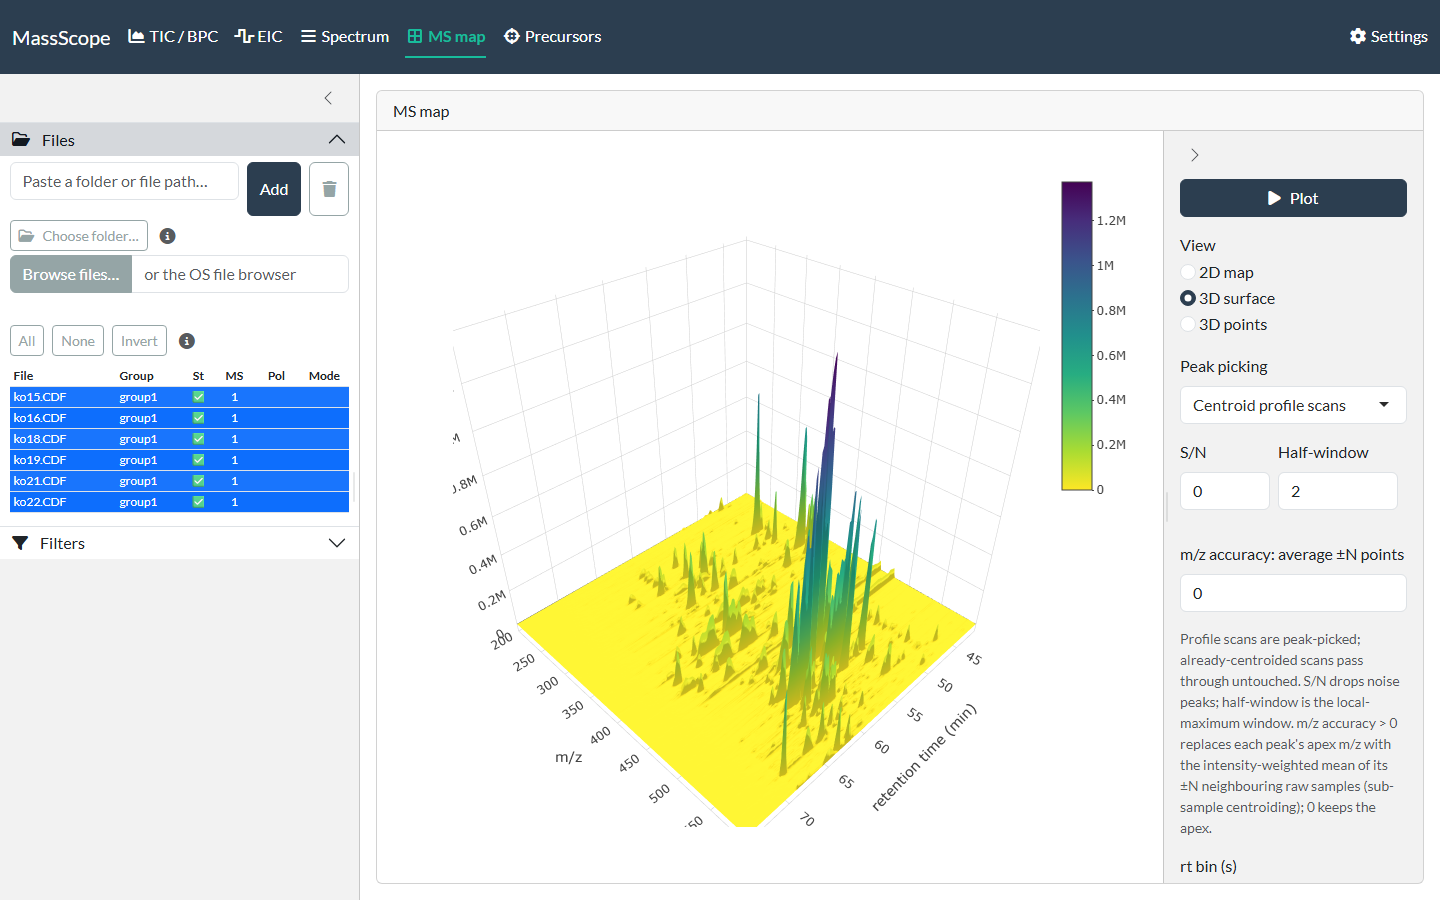 MassScope
TIC / BPC
EIC
Spectrum
MS map
Precursors
Settings
Files
Paste a folder or file path...
Add
Choose folder...
Browse files...
or the OS file browser
All
None
Invert
File Group St MS Pol Mode
ko15.CDF group1 1
ko16.CDF group1 1
ko18.CDF group1 1
ko19.CDF group1 1
ko21.CDF group1 1
ko22.CDF group1 1
Filters
MS map
1.2M
1M
0.8M
0.6M
0.4M
0.2M
0
0.6M
0.4M
0.2M
0
200
250
300
350
400
450
500
m/z
45
50
55
60
65
70
retention time (min)
Plot
View
2D map
3D surface
3D points
Peak picking
Centroid profile scans
S/N
Half-window
0
2
m/z accuracy: average ±N points
0
Profile scans are peak-picked;
already-centroided scans pass
through untouched. S/N drops noise
peaks; half-window is the local-
maximum window. m/z accuracy > 0
replaces each peak's apex m/z with
the intensity-weighted mean of its
±N neighbouring raw samples (sub-
sample centroiding); 0 keeps the
apex.
rt bin (s)